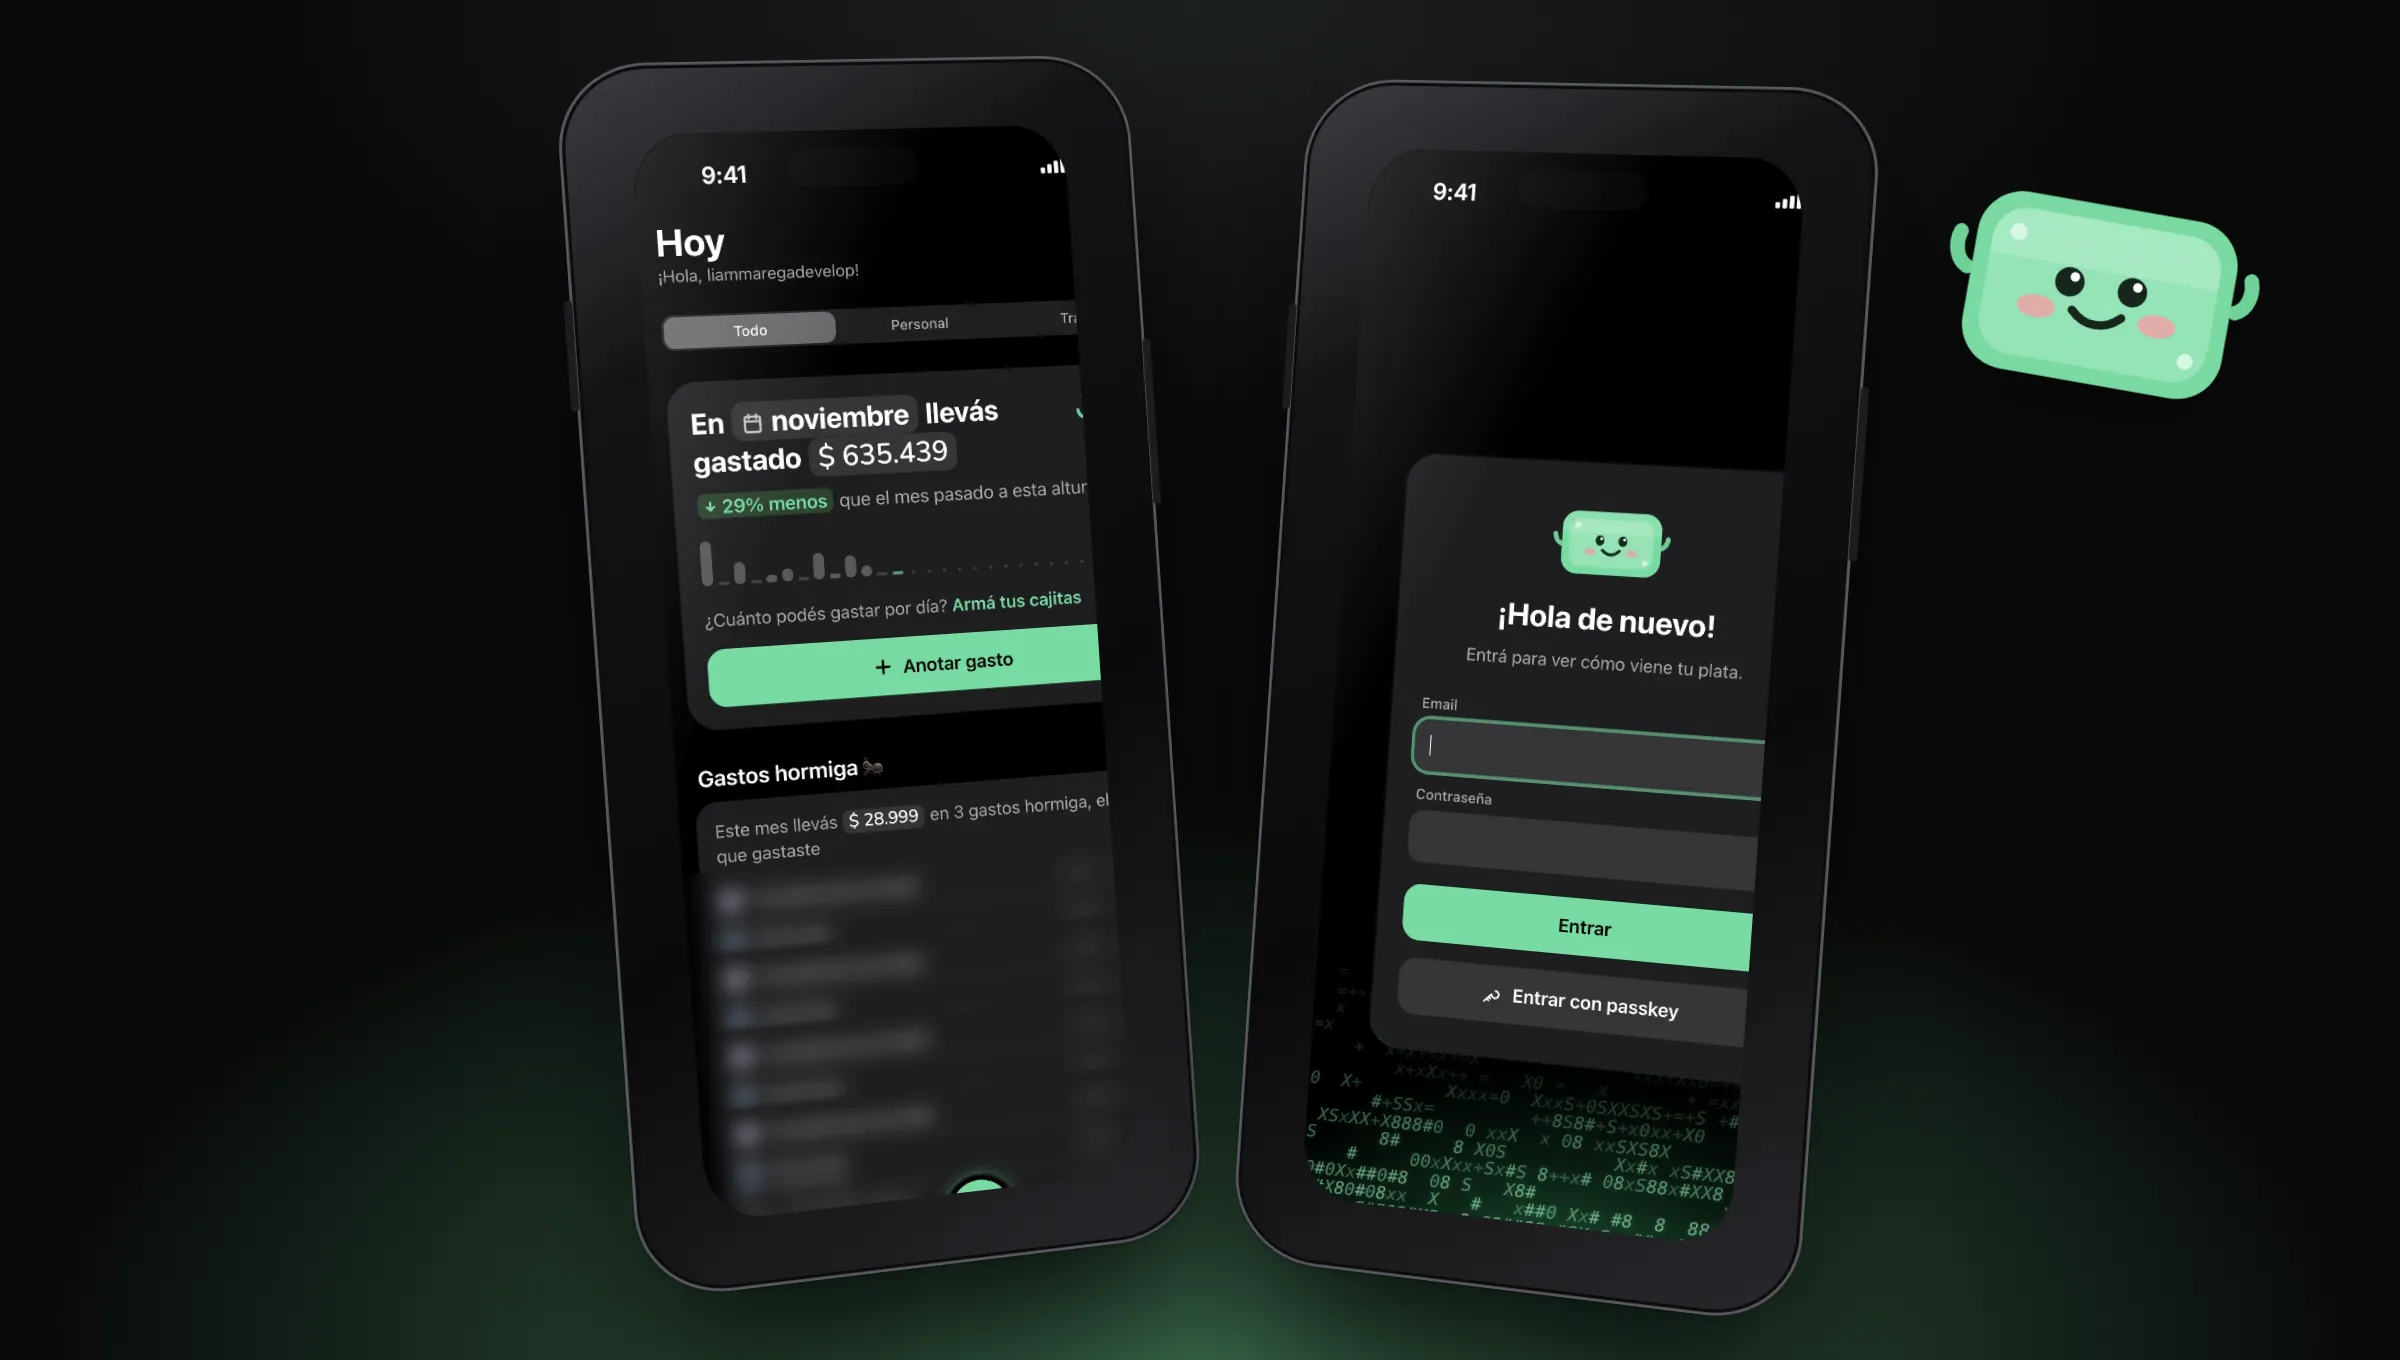 9:41
Hoy
¡Hola, liammaregadevelop!
Todo
Personal
Tra
En noviembre llevás
gastado $ 635.439
29% menos que el mes pasado a esta altur
¿Cuánto podés gastar por día? Armá tus cajitas
+ Anotar gasto
Gastos hormiga
Este mes llevás $ 28.999 en 3 gastos hormiga, el
que gastaste
9:41
¡Hola de nuevo!
Entrá para ver cómo viene tu plata.
Email
Contraseña
Entrar
Entrar con passkey